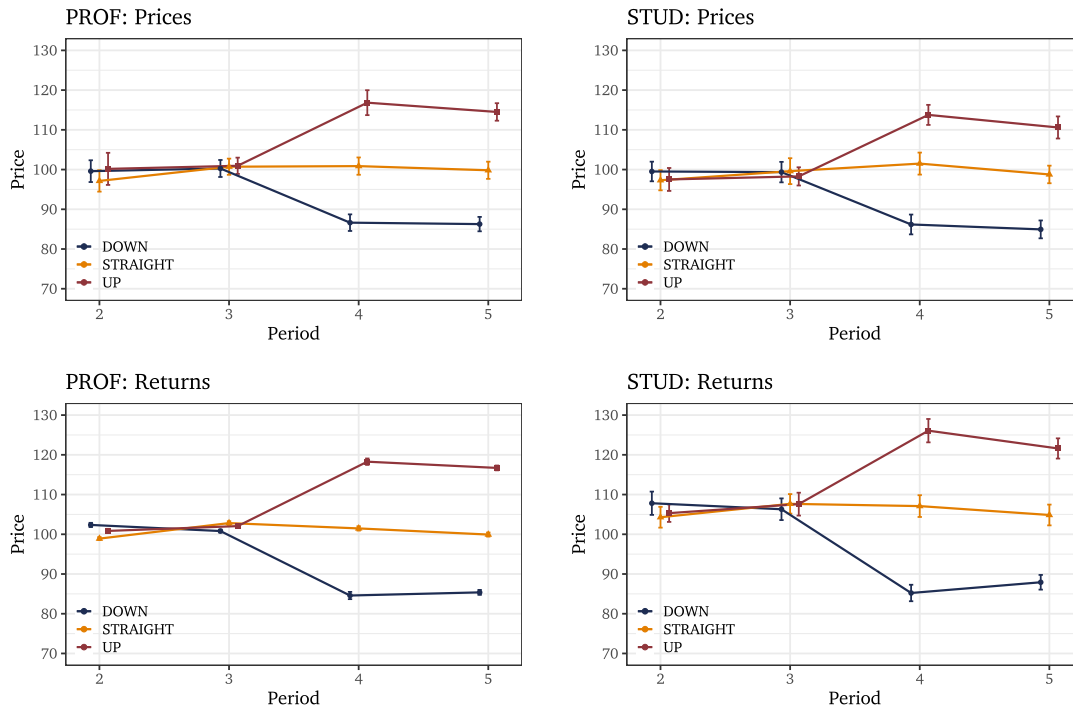 PROF: Prices
130
120
110
100
90
80
70
Price
DOWN
STRAIGHT
UP
2 3 4 5
Period
STUD: Prices
130
120
110
100
90
80
70
Price
DOWN
STRAIGHT
UP
2 3 4 5
Period
PROF: Returns
130
120
110
100
90
80
70
Price
DOWN
STRAIGHT
UP
2 3 4 5
Period
STUD: Returns
130
120
110
100
90
80
70
Price
DOWN
STRAIGHT
UP
2 3 4 5
Period